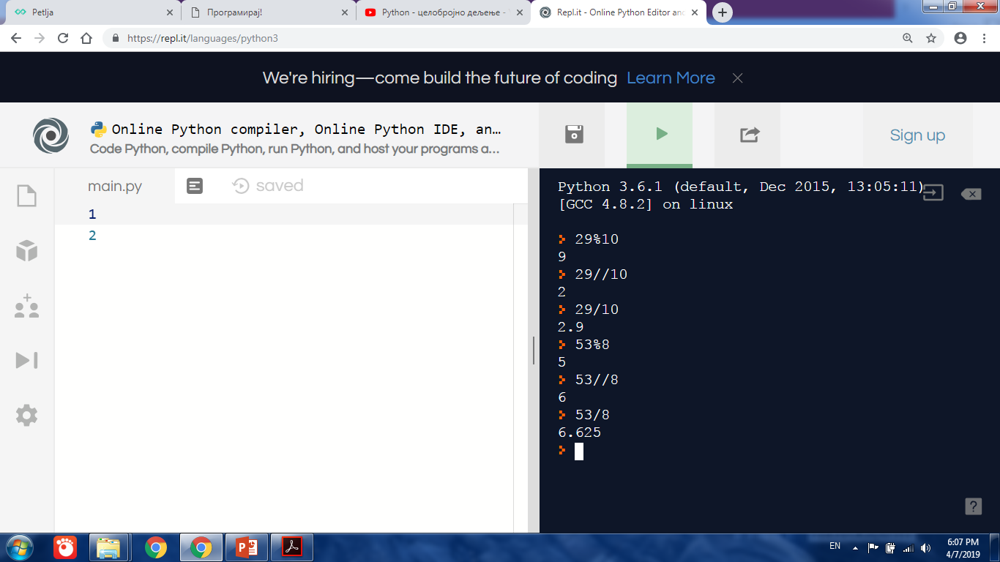 Petlja
Програмирај!
Python - целобројно дељење -
Repl.it - Online Python Editor and
https://repl.it/languages/python3
We're hiring—come build the future of coding Learn More
Online Python compiler, Online Python IDE, an...
Code Python, compile Python, run Python, and host your programs a...
Sign up
main.py
saved
1
2
Python 3.6.1 (default, Dec 2015, 13:05:11)
[GCC 4.8.2] on linux
29%10
9
29//10
2
29/10
2.9
53%8
5
53//8
6
53/8
6.625
?
EN
6:07 PM
4/7/2019